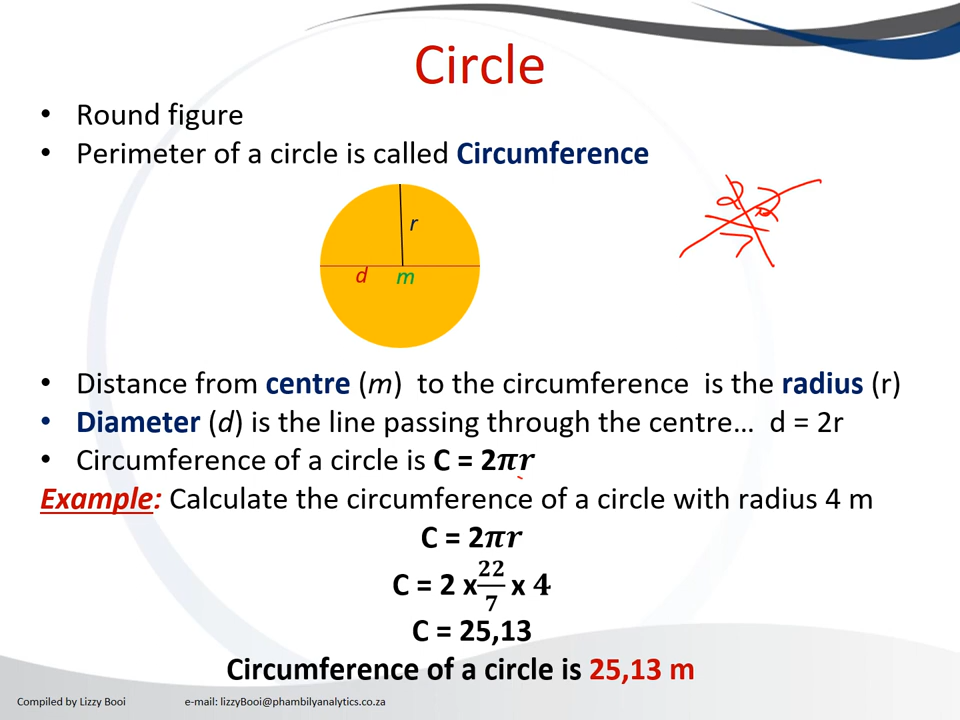 Circle
• Round figure
• Perimeter of a circle is called Circumference
22
7
r
d
m
• Distance from centre (m) to the circumference is the radius (r)
• Diameter (d) is the line passing through the centre... d = 2r
• Circumference of a circle is C = 2πr
Example: Calculate the circumference of a circle with radius 4 m
C = 2πr
C = 2 x 22/7 x 4
C = 25,13
Circumference of a circle is 25,13 m
Compiled by Lizzy Booi e-mail: lizzyBooi@phambilyanalytics.co.za